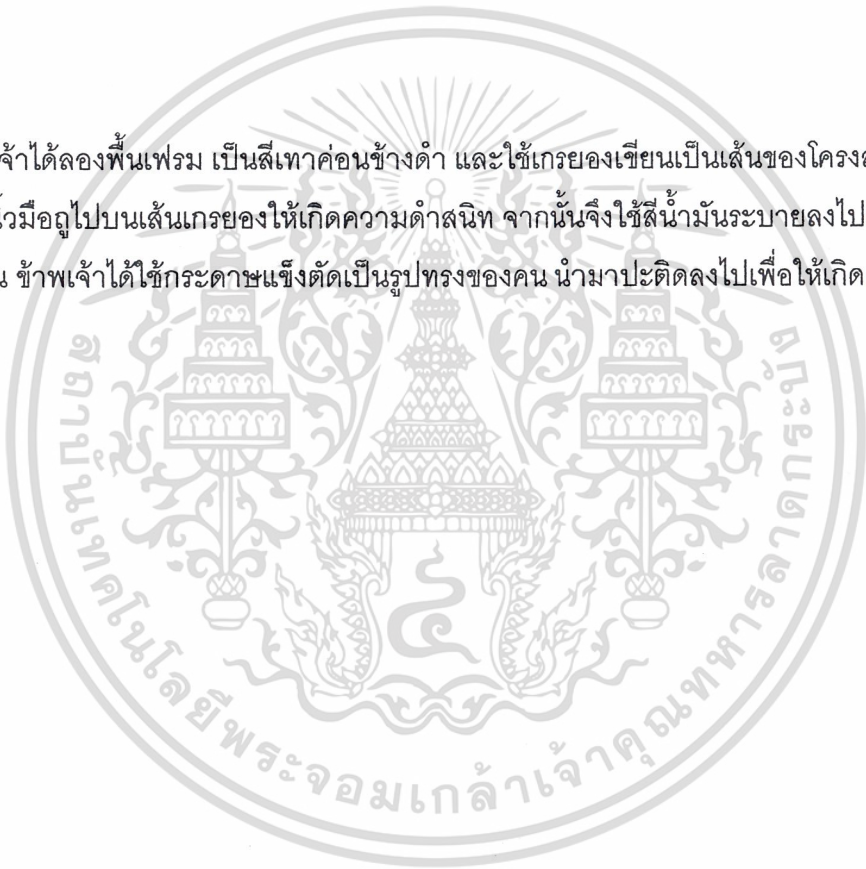 จ้าได้ลองพื้นเฟรม เป็นสีเทาค่อนข้างดำ และใช้เกรยองเขียนเป็นเส้นของโครงส
นิ้วมือถูไปบนเส้นเกรยองให้เกิดความดำสนิท จากนั้นจึงใช้สีน้ำมันระบายลงไป
น ข้าพเจ้าได้ใช้กระดาษแข็งตัดเป็นรูปทรงของคน นำมาปะติดลงไปเพื่อให้เกิด
สถาบันเทคโนโลยีพระจอมเกล้าเจ้าคุณทหารลาดกระบัง
๔